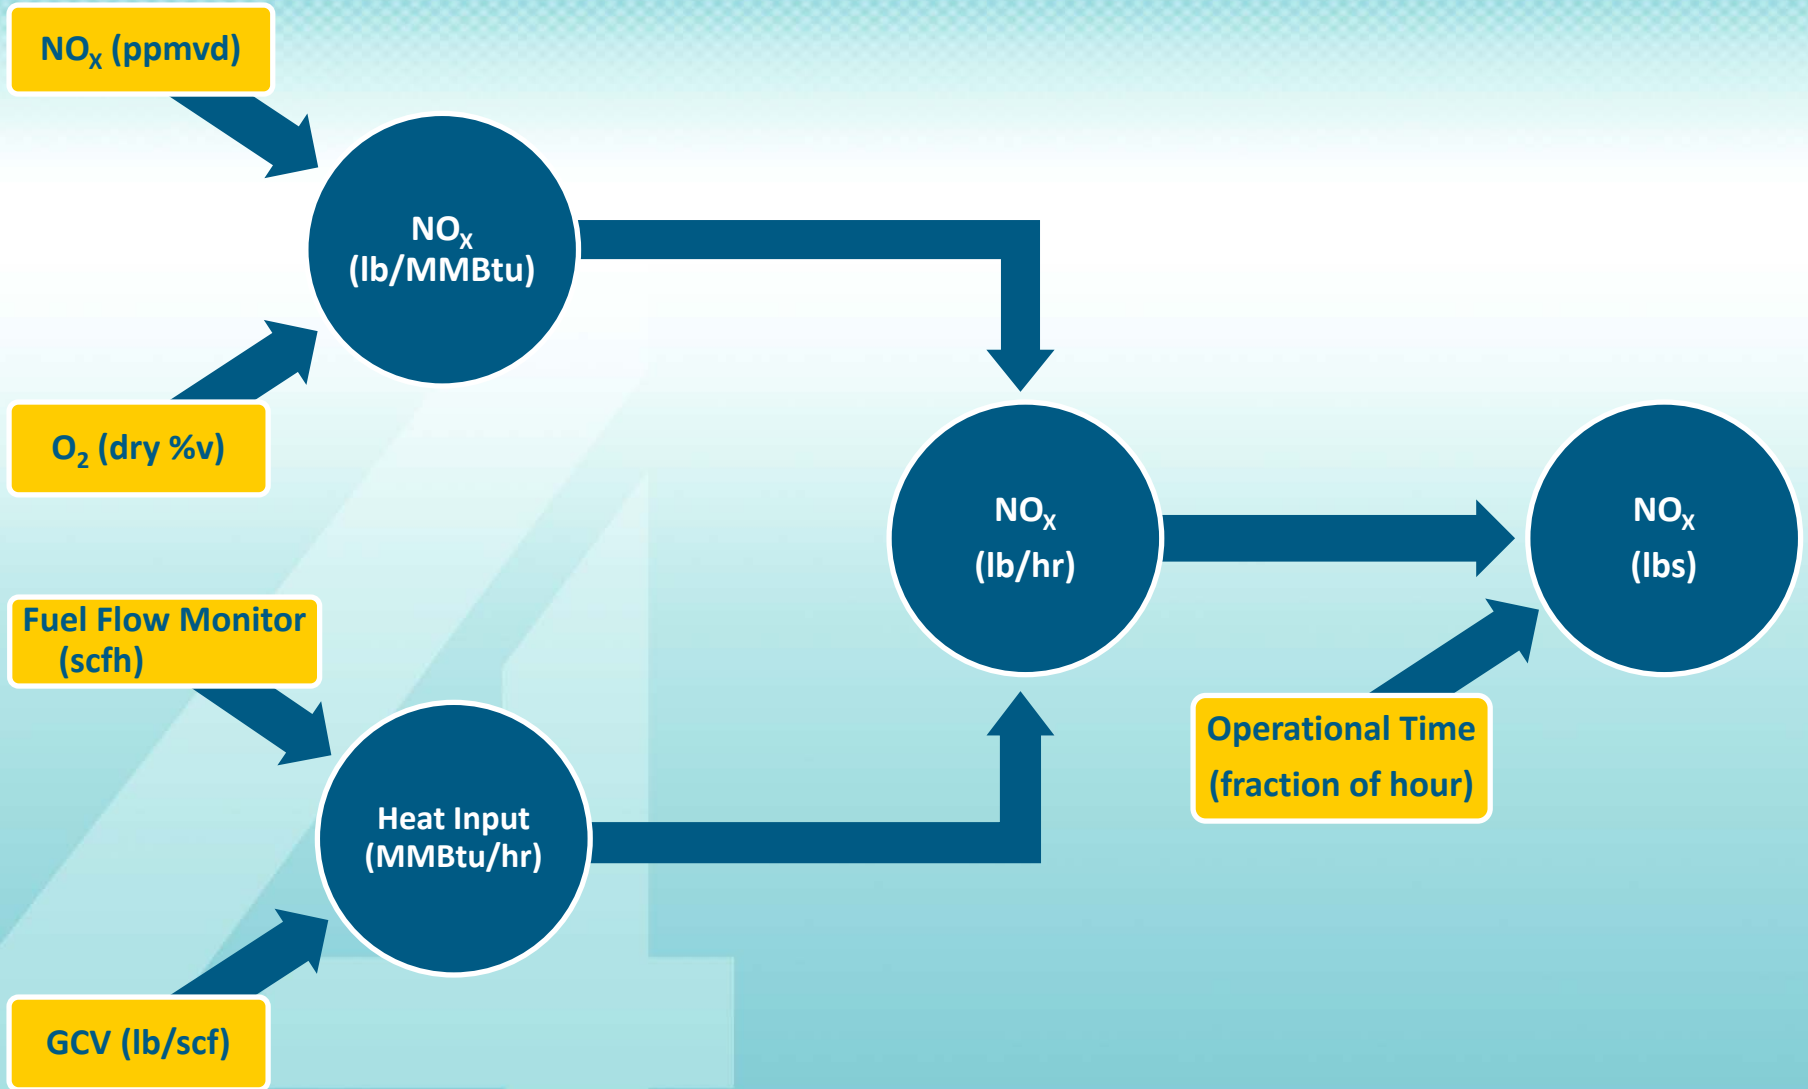 NOX (ppmvd)
NOX
(lb/MMBtu)
O2 (dry %v)
NOX
(lb/hr)
NOX
(lbs)
Fuel Flow Monitor
(scfh)
Operational Time
(fraction of hour)
Heat Input
(MMBtu/hr)
GCV (lb/scf)